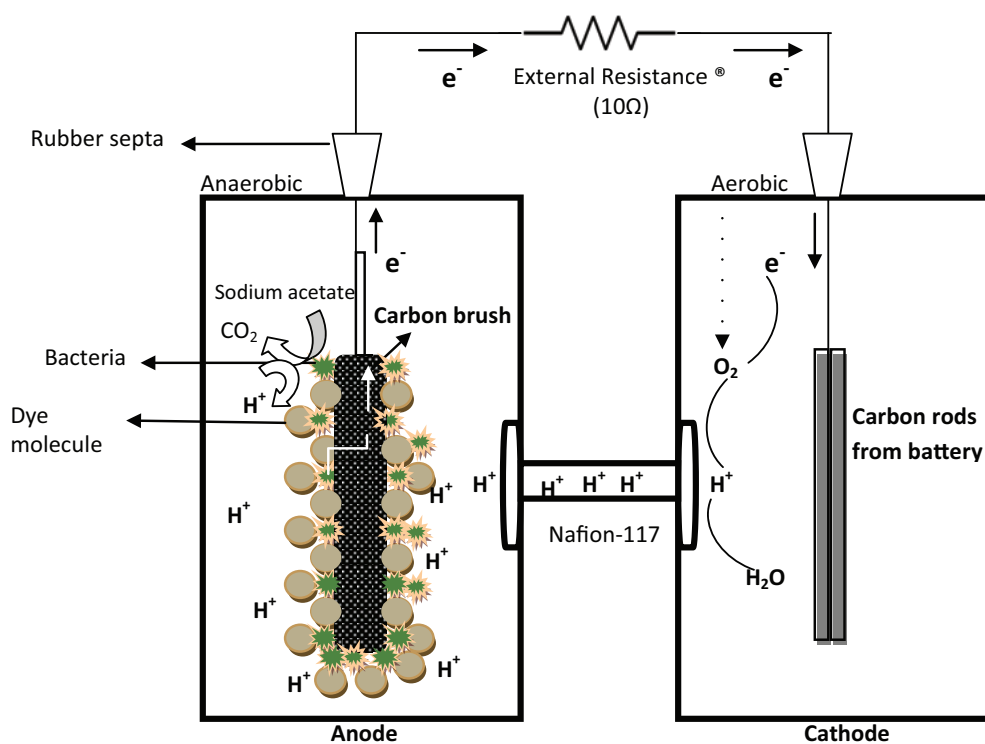 e⁻
e⁻
External Resistance ®
(10Ω)
Rubber septa
Anaerobic
Aerobic
e⁻
e⁻
Sodium acetate
Carbon brush
CO₂
Bacteria
O₂
H⁺
Dye
molecule
Carbon rods
from battery
H⁺
H⁺
H⁺
H⁺
H⁺
H⁺
H⁺
H⁺
Nafion-117
H⁺
H₂O
H⁺
H⁺
H⁺
Anode
Cathode